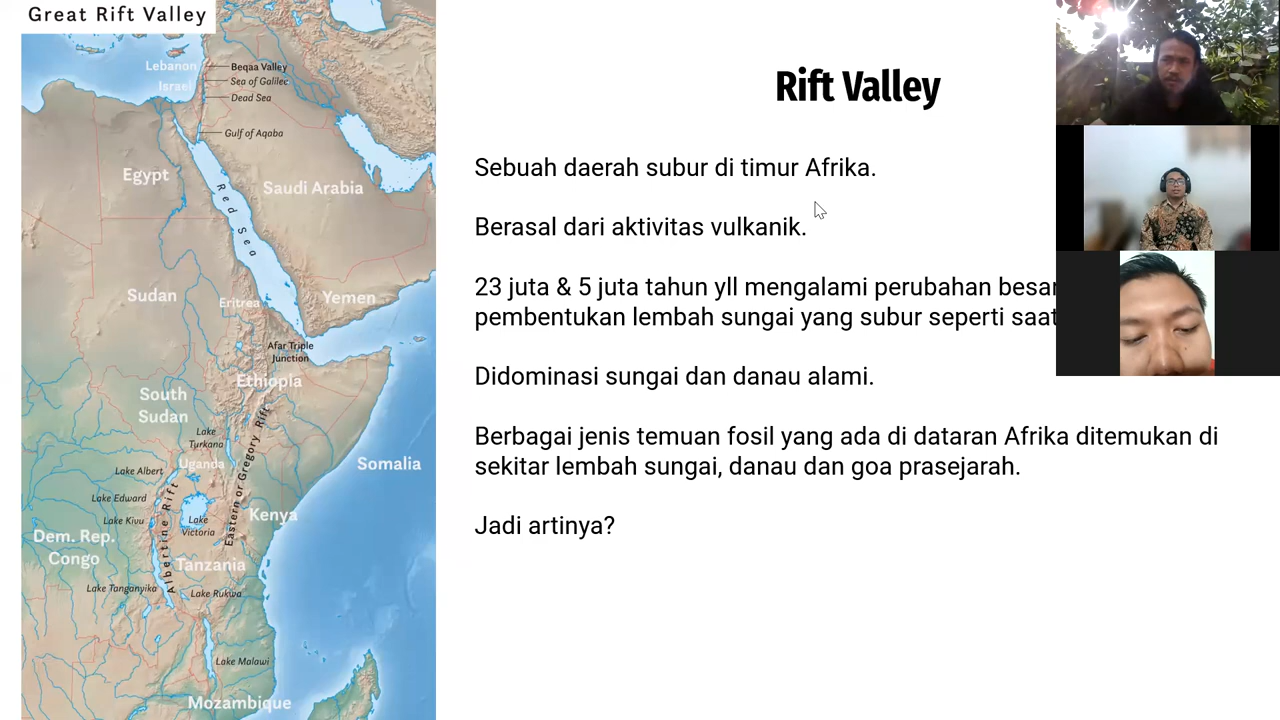 Great Rift Valley
Lebanon
Beqaa Valley
Israel
Sea of Galilee
Dead Sea
Gulf of Aqaba
Egypt
Saudi Arabia
Red Sea
Sudan
Eritrea
Yemen
Afar Triple
Junction
Ethiopia
South
Sudan
Lake
Turkana
Eastern or Gregory Rift
Somalia
Uganda
Lake Albert
Lake Edward
Albertine Rift
Lake Kivu
Lake
Victoria
Kenya
Dem. Rep.
Congo
Tanzania
Lake Tanganyika
Lake Rukwa
Lake Malawi
Mozambique
Rift Valley
Sebuah daerah subur di timur Afrika.
Berasal dari aktivitas vulkanik.
23 juta & 5 juta tahun yll mengalami perubahan besar
pembentukan lembah sungai yang subur seperti saat
Didominasi sungai dan danau alami.
Berbagai jenis temuan fosil yang ada di dataran Afrika ditemukan di
sekitar lembah sungai, danau dan goa prasejarah.
Jadi artinya?